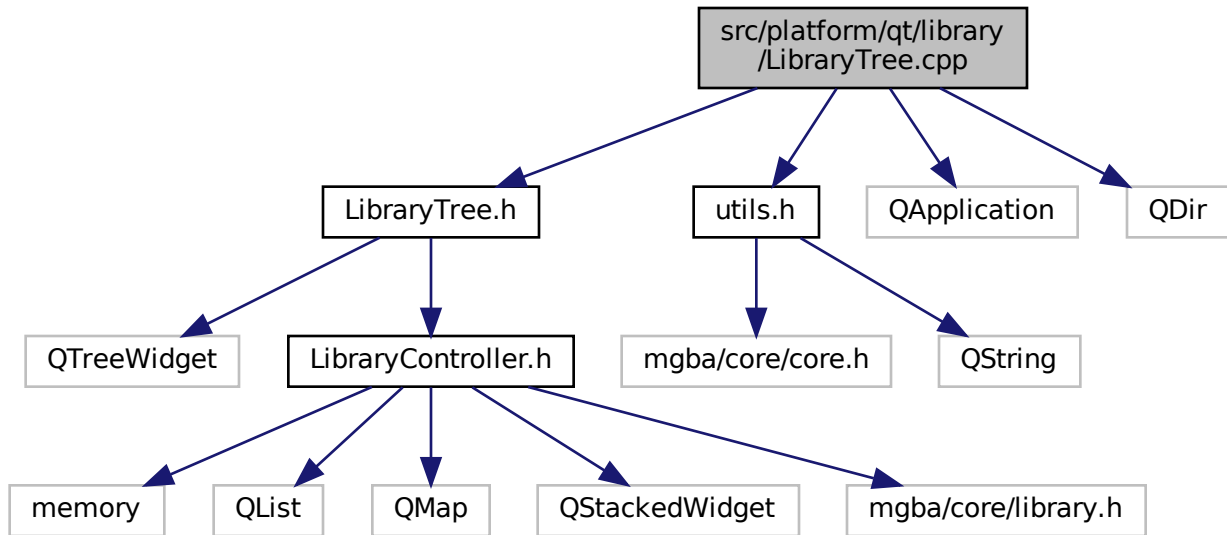 src/platform/qt/library
/LibraryTree.cpp
LibraryTree.h
utils.h
QApplication
QDir
QTreeWidget
LibraryController.h
mgba/core/core.h
QString
memory
QList
QMap
QStackedWidget
mgba/core/library.h